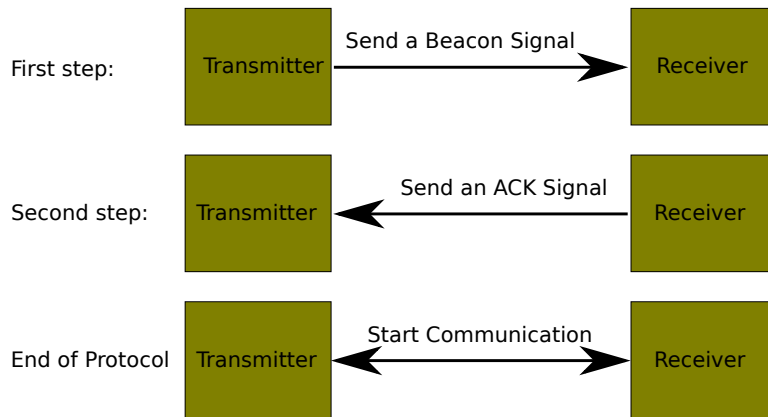 First step:
Transmitter
Send a Beacon Signal
Receiver
Second step:
Transmitter
Send an ACK Signal
Receiver
End of Protocol
Transmitter
Start Communication
Receiver